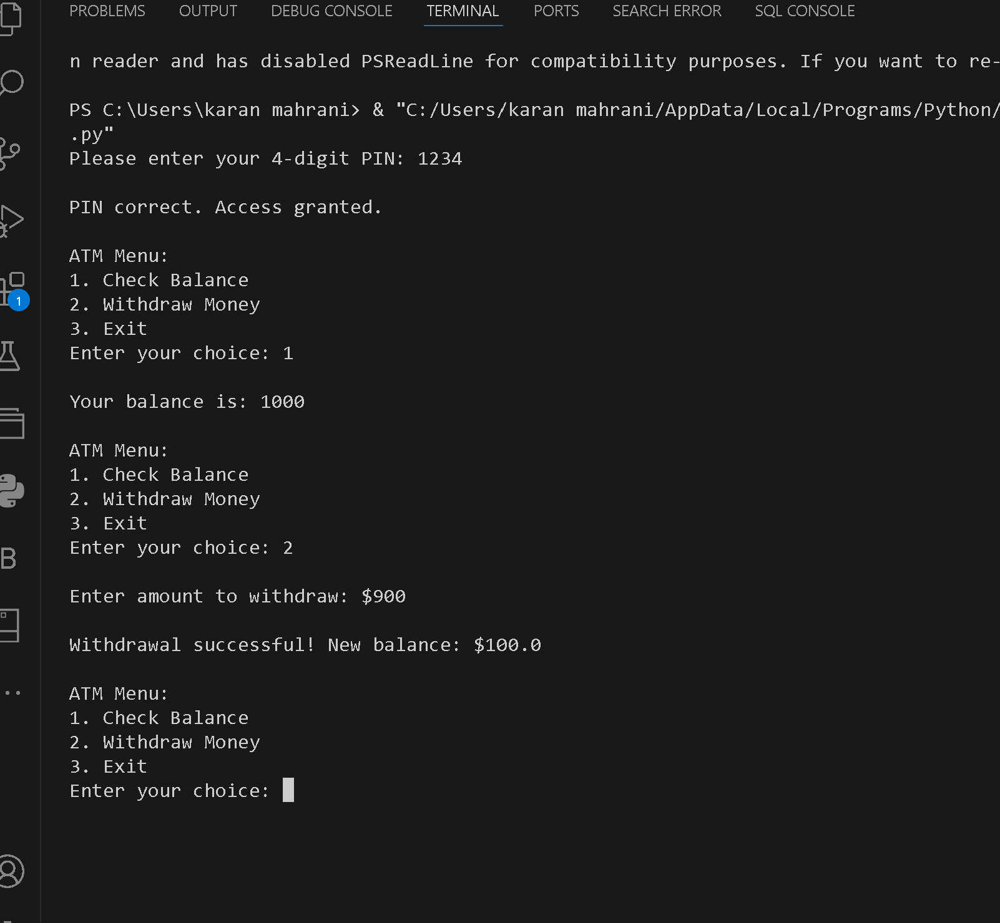 PROBLEMS OUTPUT DEBUG CONSOLE TERMINAL PORTS SEARCH ERROR SQL CONSOLE
n reader and has disabled PSReadLine for compatibility purposes. If you want to re-
PS C:\Users\karan mahrani> & "C:/Users/karan mahrani/AppData/Local/Programs/Python/
.py"
Please enter your 4-digit PIN: 1234
PIN correct. Access granted.
ATM Menu:
1. Check Balance
2. Withdraw Money
3. Exit
Enter your choice: 1
Your balance is: 1000
ATM Menu:
1. Check Balance
2. Withdraw Money
3. Exit
Enter your choice: 2
Enter amount to withdraw: $900
Withdrawal successful! New balance: $100.0
ATM Menu:
1. Check Balance
2. Withdraw Money
3. Exit
Enter your choice:
1
B